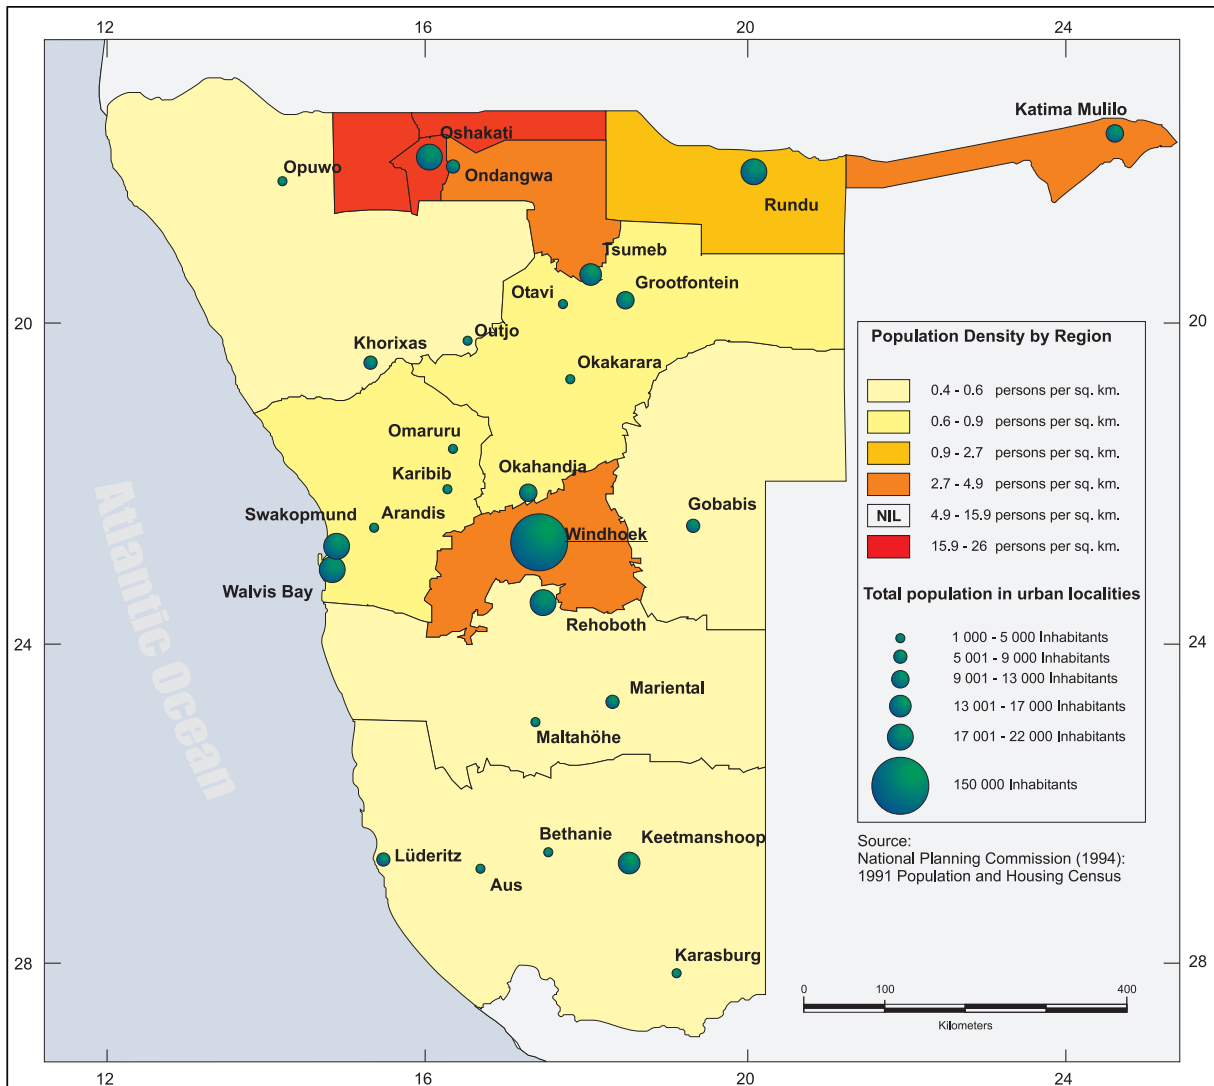 12 16 20 24
Katima Mulilo
Oshakati
Opuwo
Ondangwa
Rundu
Tsumeb
Grootfontein
Otavi
20 20
Outjo
Khorixas
Population Density by Region
Okakarara
0.4 - 0.6 persons per sq. km.
0.6 - 0.9 persons per sq. km.
Omaruru
0.9 - 2.7 persons per sq. km.
Okahandja
Karibib
2.7 - 4.9 persons per sq. km.
Gobabis
Swakopmund
Arandis
NIL 4.9 - 15.9 persons per sq. km.
Windhoek
15.9 - 26 persons per sq. km.
Atlantic Ocean
Walvis Bay
Total population in urban localities
Rehoboth
1 000 - 5 000 Inhabitants
24 24
5 001 - 9 000 Inhabitants
9 001 - 13 000 Inhabitants
Mariental
13 001 - 17 000 Inhabitants
Maltahöhe
17 001 - 22 000 Inhabitants
150 000 Inhabitants
Bethanie
Keetmanshoop
Source:
Lüderitz
National Planning Commission (1994):
1991 Population and Housing Census
Aus
Karasburg
28 28
0 100 400
Kilometers
12 16 20 24